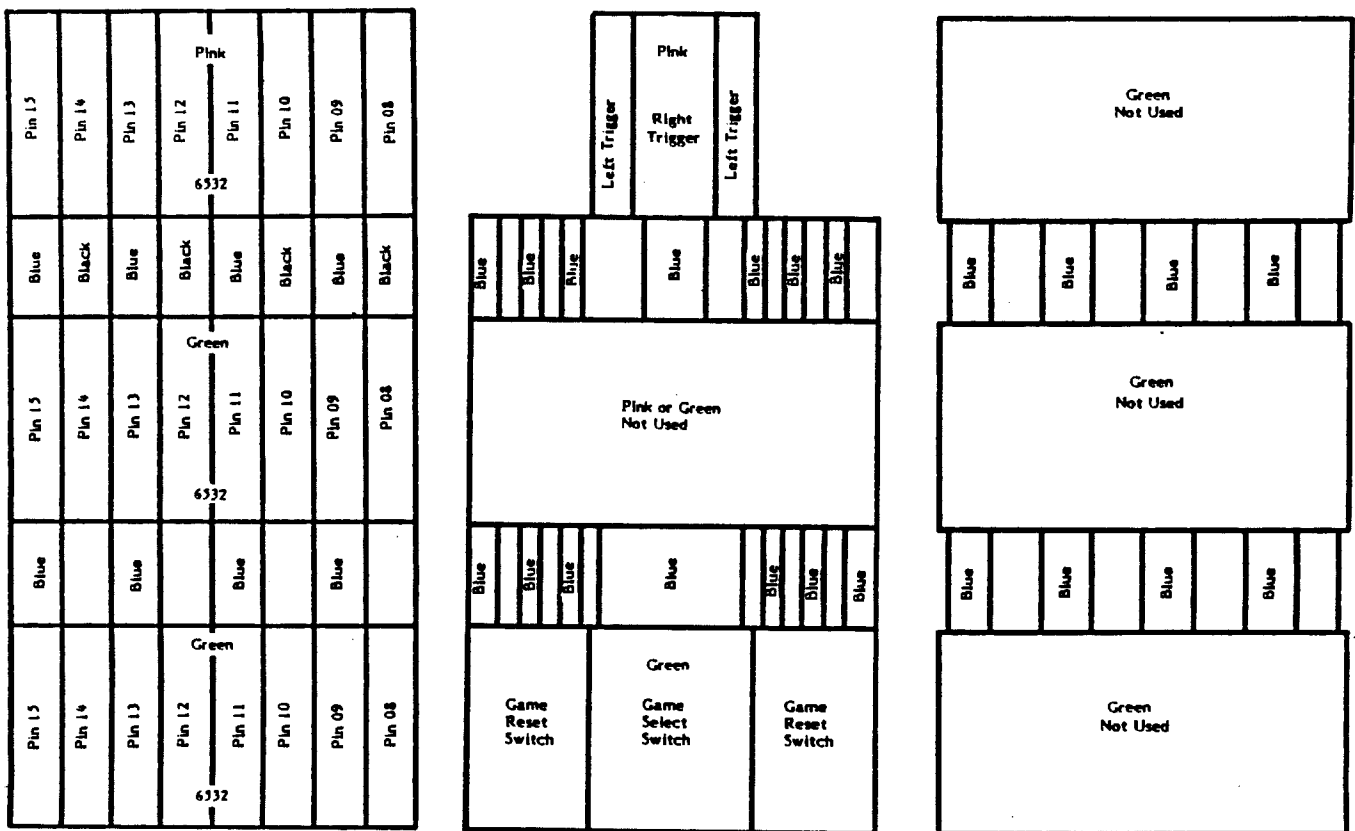 Pink
Pin 15
Pin 14
Pin 13
Pin 12
Pin 11
Pin 10
Pin 09
Pin 08
6532
Blue
Black
Blue
Black
Blue
Black
Blue
Black
Green
Pin 15
Pin 14
Pin 13
Pin 12
Pin 11
Pin 10
Pin 09
Pin 08
6532
Blue
Blue
Blue
Blue
Green
Pin 15
Pin 14
Pin 13
Pin 12
Pin 11
Pin 10
Pin 09
Pin 08
6532
Left Trigger
Pink
Right
Trigger
Left Trigger
Blue
Blue
Blue
Blue
Blue
Blue
Blue
Pink or Green
Not Used
Blue
Blue
Blue
Blue
Blue
Blue
Blue
Game
Reset
Switch
Green
Game
Select
Switch
Game
Reset
Switch
Green
Not Used
Blue
Blue
Blue
Blue
Green
Not Used
Blue
Blue
Blue
Blue
Green
Not Used